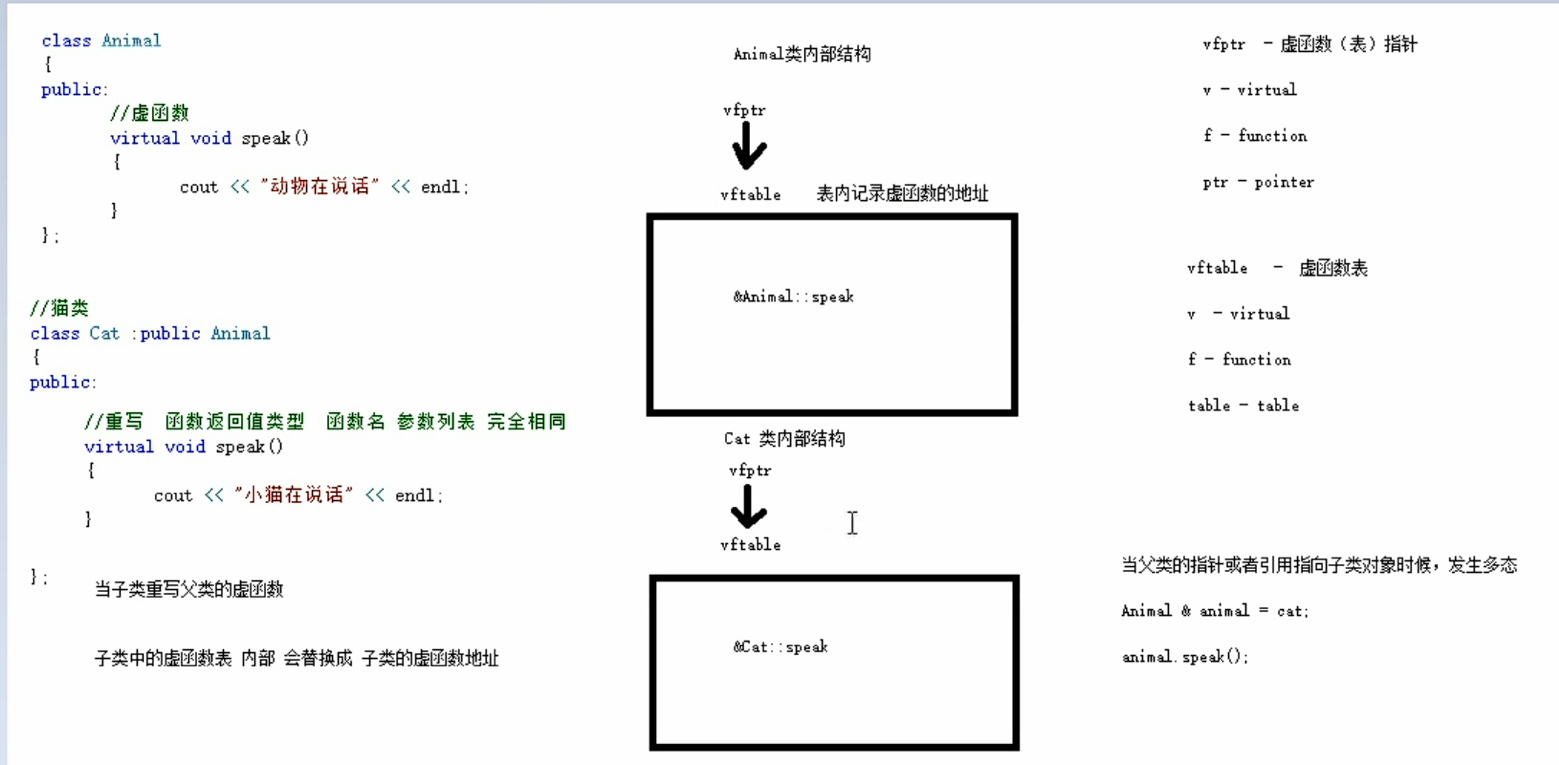 class Animal
{
public:
//虚函数
virtual void speak()
{
cout << "动物在说话" << endl;
}
};
//猫类
class Cat :public Animal
{
public:
//重写 函数返回值类型 函数名 参数列表 完全相同
virtual void speak()
{
cout << "小猫在说话" << endl;
}
};
当子类重写父类的虚函数
子类中的虚函数表 内部 会替换成 子类的虚函数地址
Animal类内部结构
vfptr
vftable 表内记录虚函数的地址
&Animal::speak
Cat 类内部结构
vfptr
vftable
&Cat::speak
vfptr - 虚函数（表）指针
v - virtual
f - function
ptr - pointer
vftable - 虚函数表
v - virtual
f - function
table - table
当父类的指针或者引用指向子类对象时候，发生多态
Animal & animal = cat;
animal.speak();